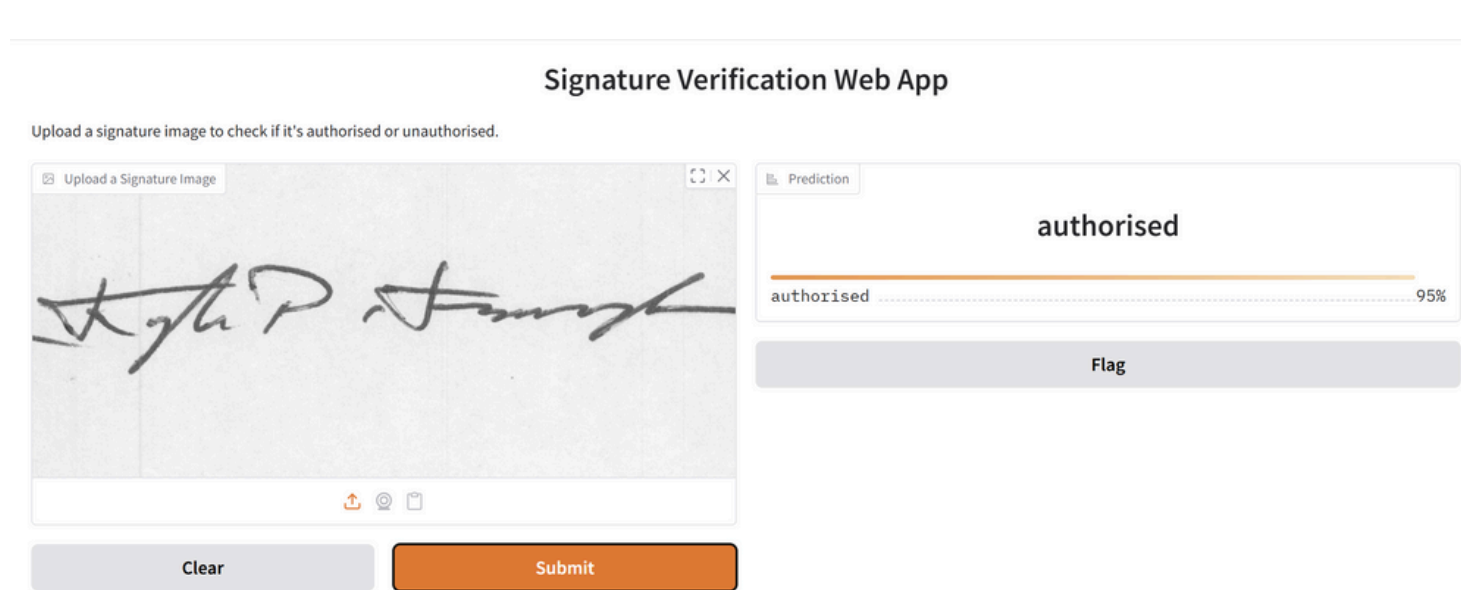 Signature Verification Web App
Upload a signature image to check if it's authorised or unauthorised.
Upload a Signature Image
P
Prediction
authorised
authorised 95%
Flag
Clear
Submit